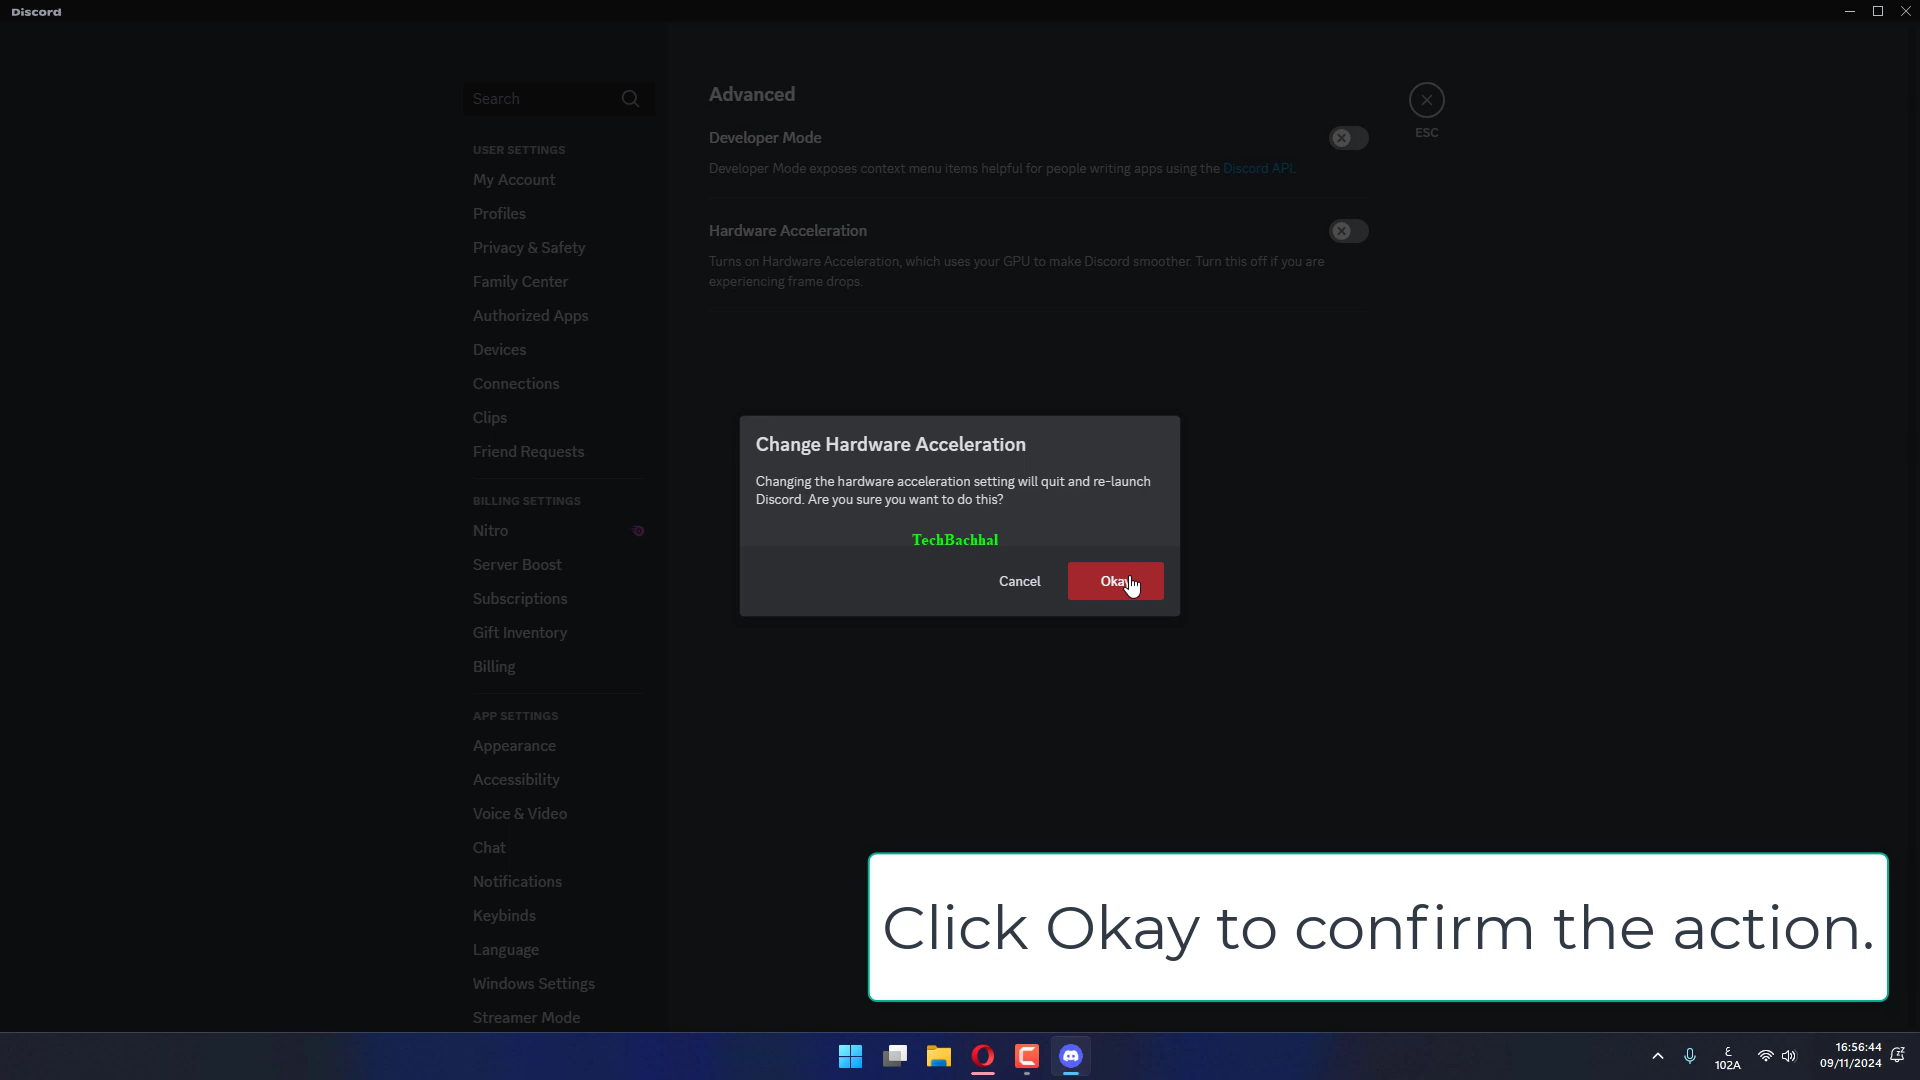 Discord
Search
USER SETTINGS
My Account
Profiles
Privacy & Safety
Family Center
Authorized Apps
Devices
Connections
Clips
Friend Requests
BILLING SETTINGS
Nitro
Server Boost
Subscriptions
Gift Inventory
Billing
APP SETTINGS
Appearance
Accessibility
Voice & Video
Chat
Notifications
Keybinds
Language
Windows Settings
Streamer Mode
Advanced
Developer Mode
Developer Mode exposes context menu items helpful for people writing apps using the Discord API.
Hardware Acceleration
Turns on Hardware Acceleration, which uses your GPU to make Discord smoother. Turn this off if you are
experiencing frame drops.
ESC
Change Hardware Acceleration
Changing the hardware acceleration setting will quit and re-launch
Discord. Are you sure you want to do this?
TechBachhal
Cancel
Okay
Click Okay to confirm the action.
ع
102A
16:56:44
09/11/2024